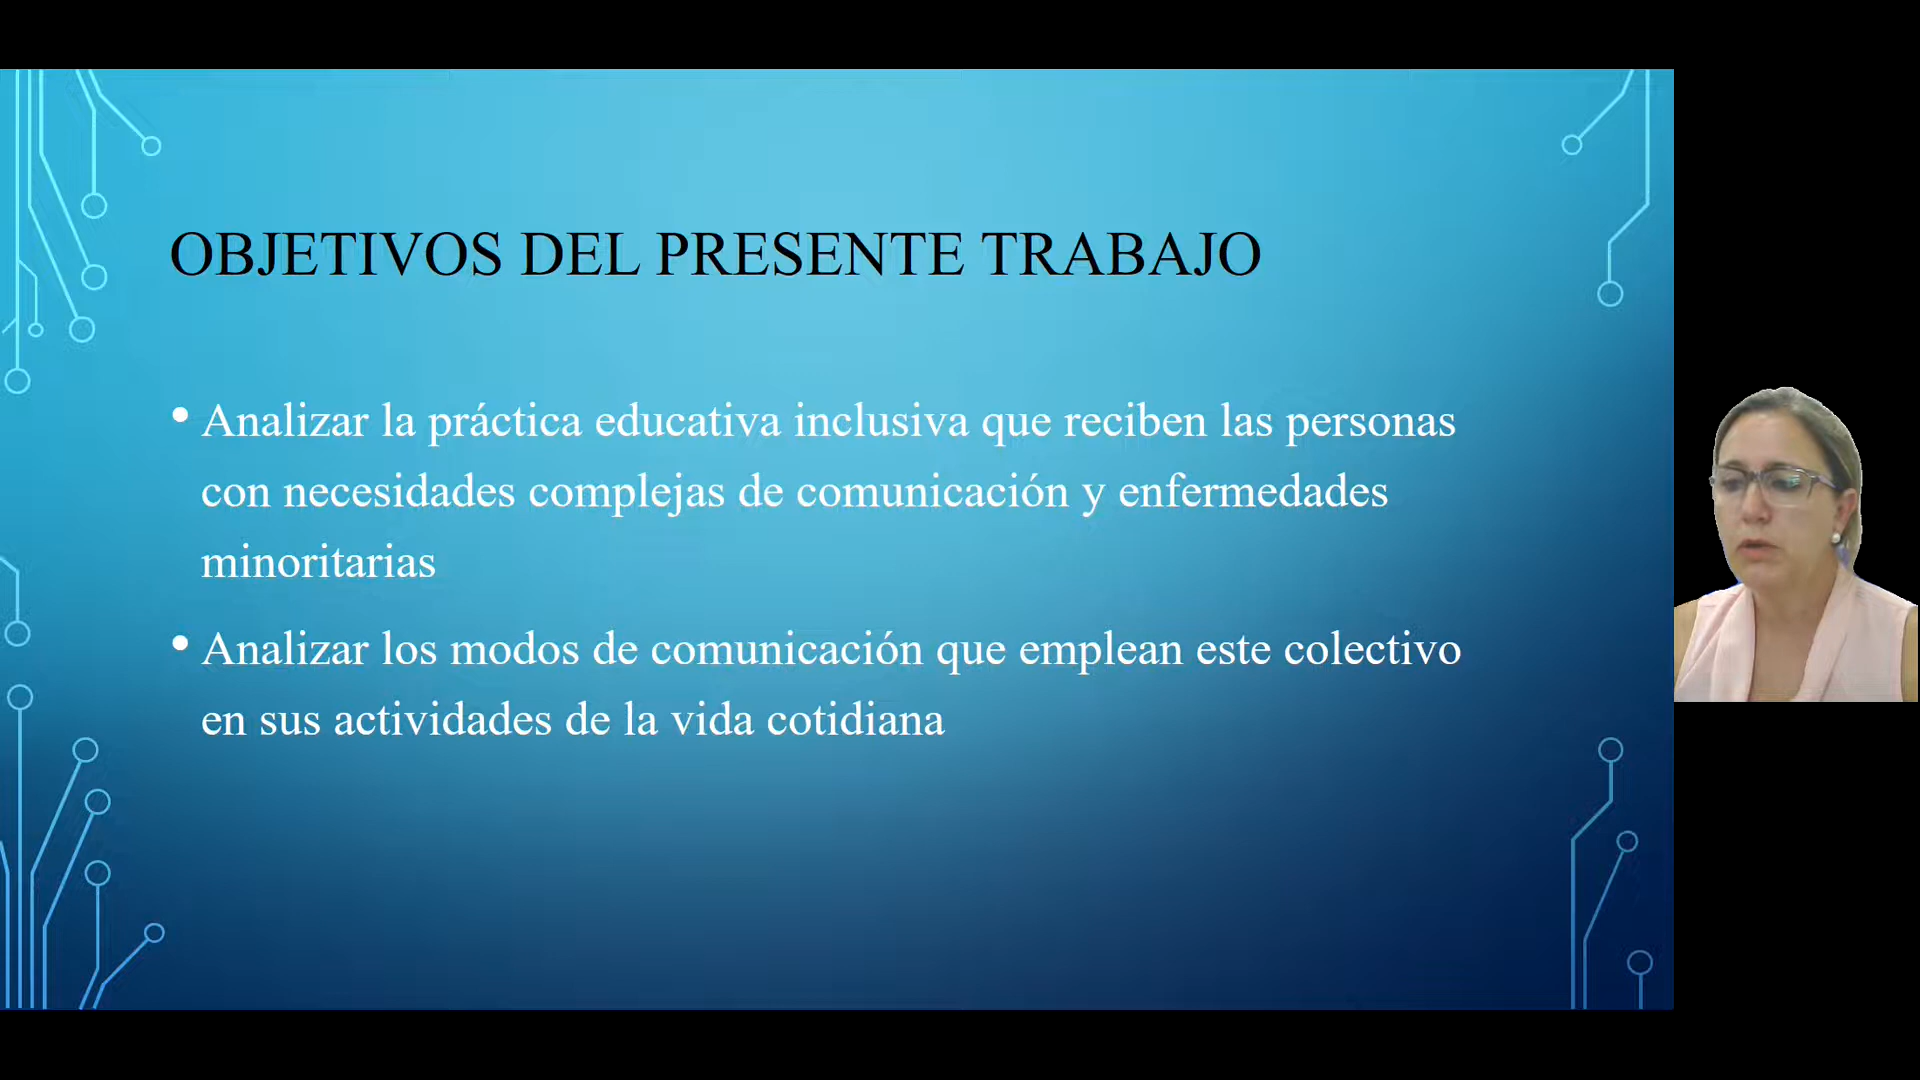 OBJETIVOS DEL PRESENTE TRABAJO
• Analizar la práctica educativa inclusiva que reciben las personas
con necesidades complejas de comunicación y enfermedades
minoritarias
• Analizar los modos de comunicación que emplean este colectivo
en sus actividades de la vida cotidiana